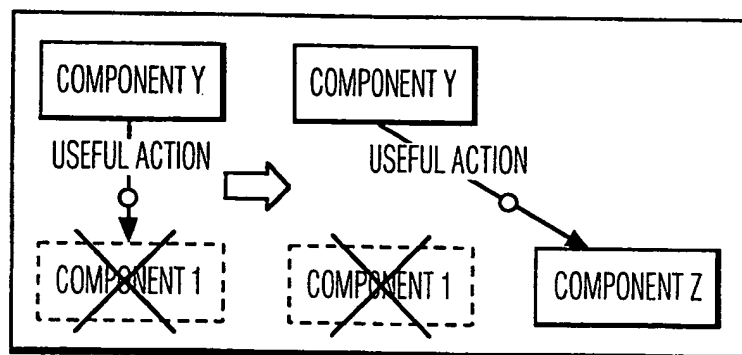 COMPONENT Y
COMPONENT Y
USEFUL ACTION
USEFUL ACTION
COMPONENT 1
COMPONENT 1
COMPONENT Z